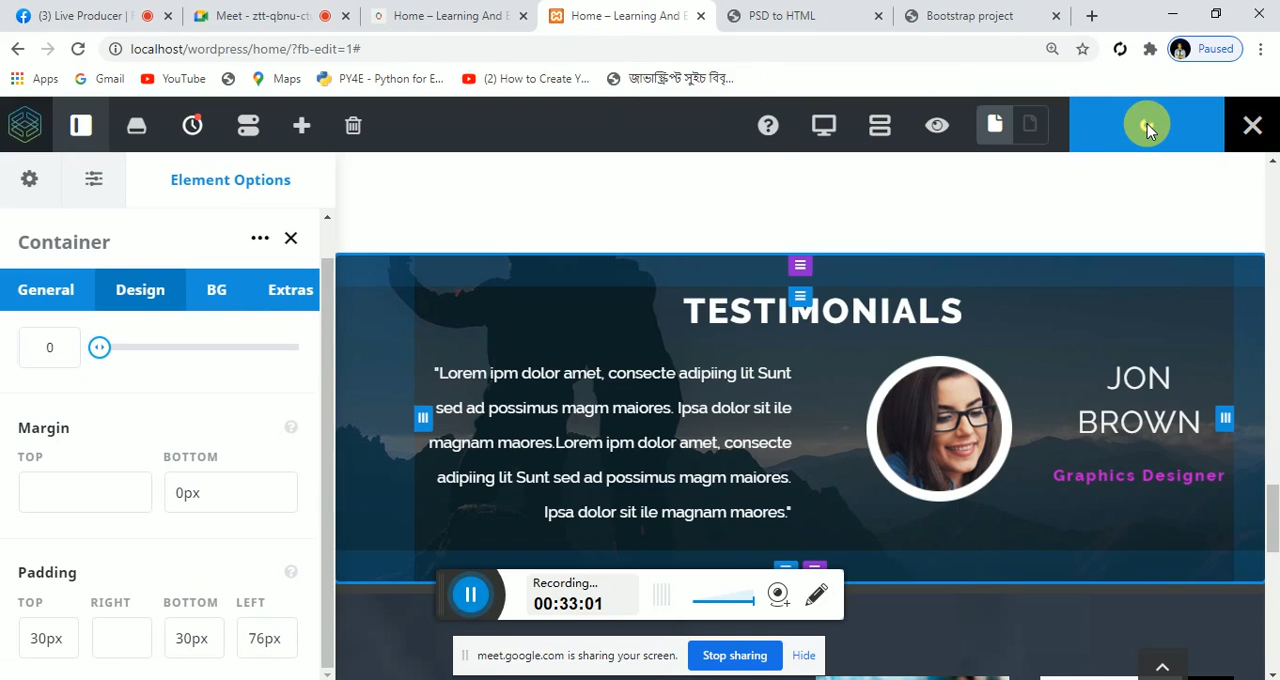 (3) Live Producer |
Meet - ztt-qbnu-ct
Home – Learning And E
Home – Learning And E
PSD to HTML
Bootstrap project
localhost/wordpress/home/?fb-edit=1#
Paused
Apps
Gmail
YouTube
Maps
PY4E - Python for E...
(2) How to Create Y...
জাভাস্ক্রিপ্ট সুইচ বিবৃ...
Element Options
Container
General
Design
BG
Extras
0
Margin
TOP
BOTTOM
0px
Padding
TOP
RIGHT
BOTTOM
LEFT
30px
30px
76px
TESTIMONIALS
"Lorem ipm dolor amet, consecte adipiing lit Sunt
sed ad possimus magm maiores. Ipsa dolor sit ile
magnam maores.Lorem ipm dolor amet, consecte
adipiing lit Sunt sed ad possimus magm maiores.
Ipsa dolor sit ile magnam maores."
JON
BROWN
Graphics Designer
Recording...
00:33:01
meet.google.com is sharing your screen.
Stop sharing
Hide